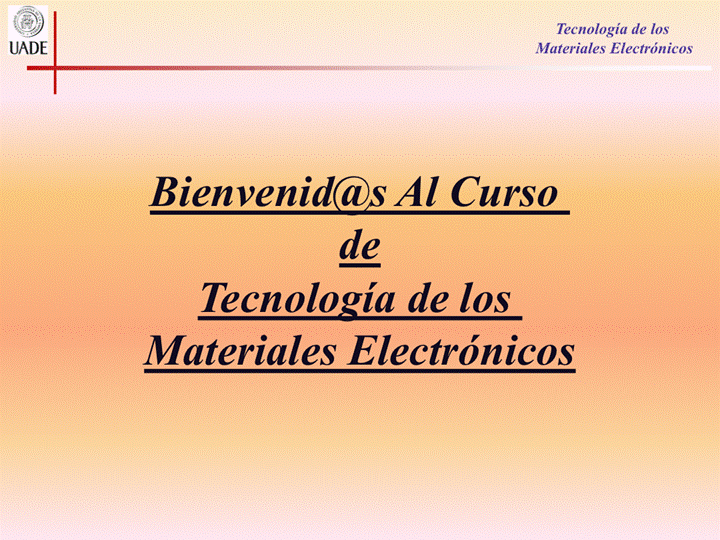 UADE
Tecnología de los
Materiales Electrónicos
Bienvenid@s Al Curso
de
Tecnología de los
Materiales Electrónicos